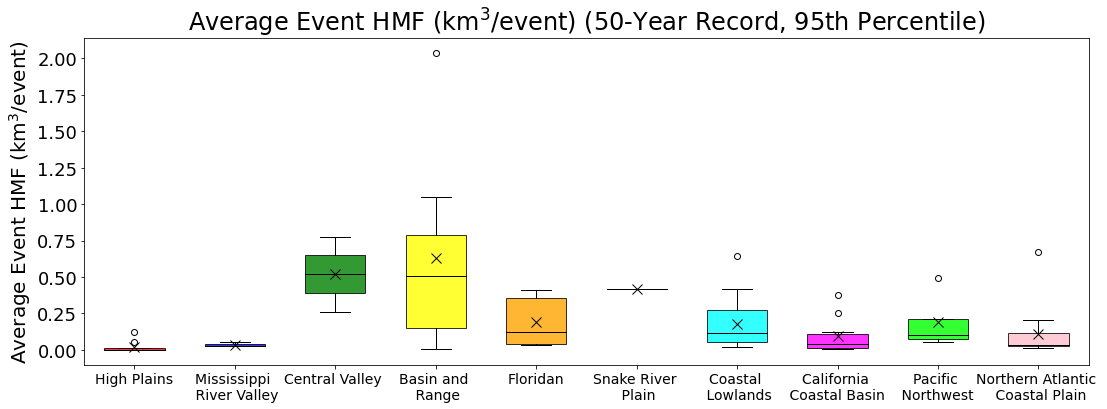 Average Event HMF (km³/event) (50-Year Record, 95th Percentile)
Average Event HMF (km³/event)
2.00
1.75
1.50
1.25
1.00
0.75
0.50
0.25
0.00
High Plains
Mississippi
River Valley
Central Valley
Basin and
Range
Floridan
Snake River
Plain
Coastal
Lowlands
California
Coastal Basin
Pacific
Northwest
Northern Atlantic
Coastal Plain